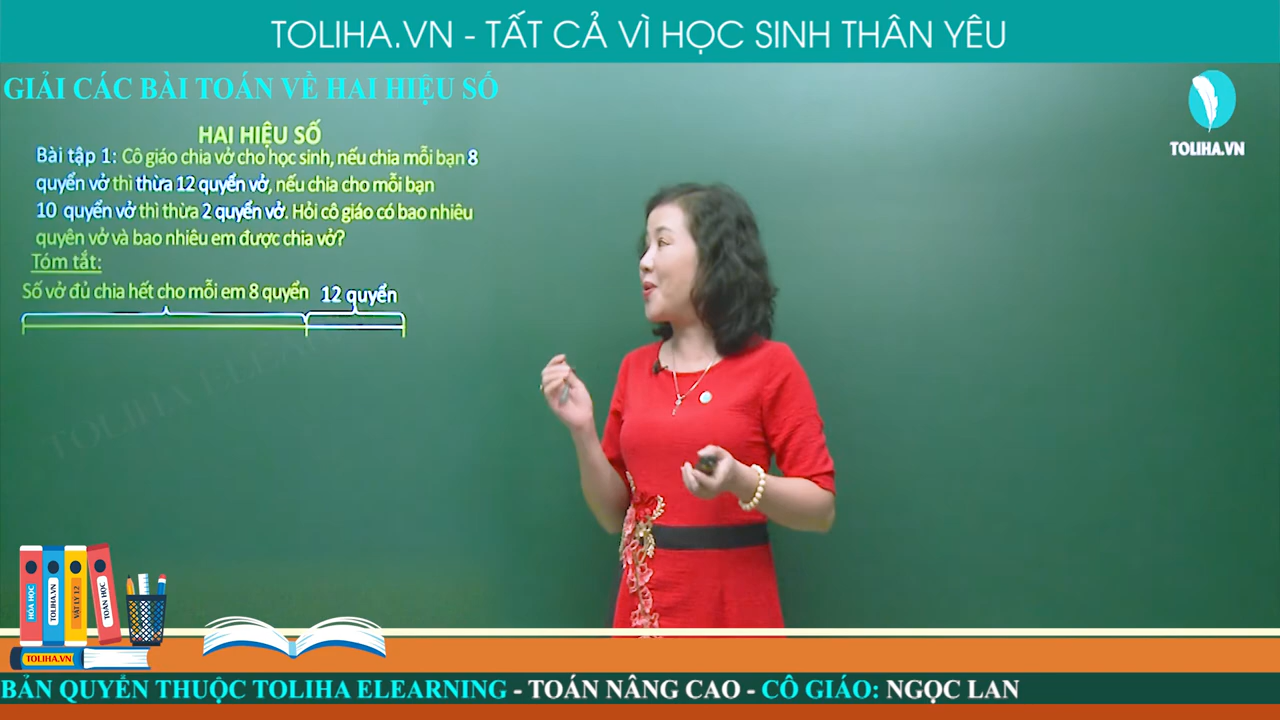 TOLIHA.VN - TẤT CẢ VÌ HỌC SINH THÂN YÊU
GIẢI CÁC BÀI TOÁN VỀ HAI HIỆU SỐ
TOLIHA.VN
HAI HIỆU SỐ
Bài tập 1: Cô giáo chia vở cho học sinh, nếu chia mỗi bạn 8
quyển vở thì thừa 12 quyển vở, nếu chia cho mỗi bạn
10 quyển vở thì thừa 2 quyển vở. Hỏi cô giáo có bao nhiêu
quyên vở và bao nhiêu em được chia vở?
Tóm tắt:
Số vở đủ chia hết cho mỗi em 8 quyển 12 quyển
TOLIHA ELEARNING
HÓA HỌC
TOLIHA.VN
VẬT LÝ 12
TOÁN HỌC
TOLIHA.VN
BẢN QUYỀN THUỘC TOLIHA ELEARNING - TOÁN NÂNG CAO - CÔ GIÁO: NGỌC LAN